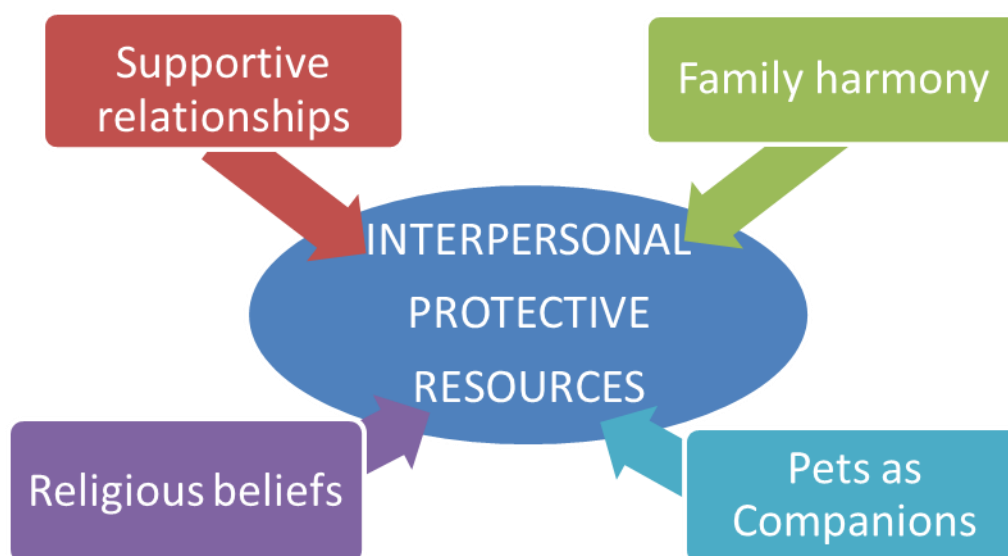 Supportive
relationships
Family harmony
INTERPERSONAL
PROTECTIVE
RESOURCES
Religious beliefs
Pets as
Companions